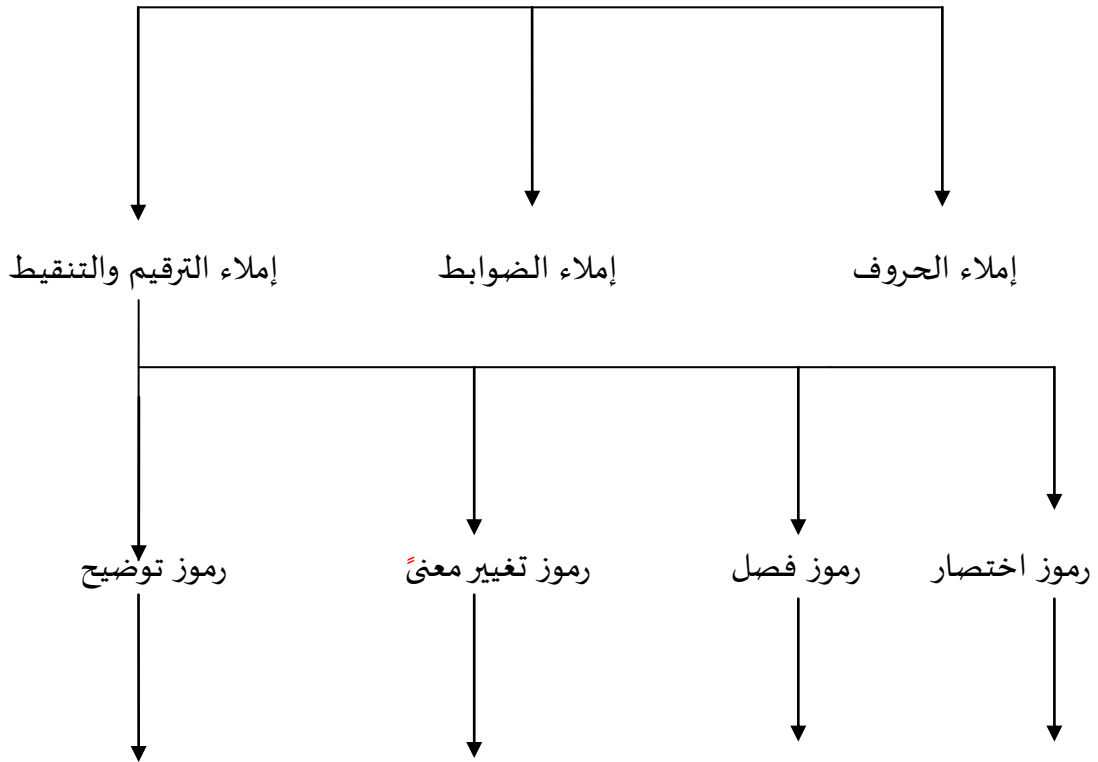 إملاء الحروف
إملاء الضوابط
إملاء الترقيم والتنقيط
رموز اختصار
رموز فصل
رموز تغيير معنىً
رموز توضيح